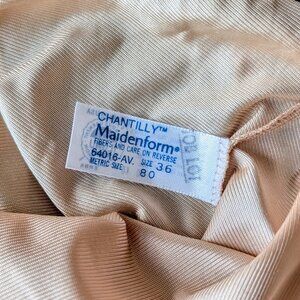 CHANTILLY™
Maidenform®
FIBERS AND CARE ON REVERSE
64016-AV. SIZE 36
METRIC SIZE 80